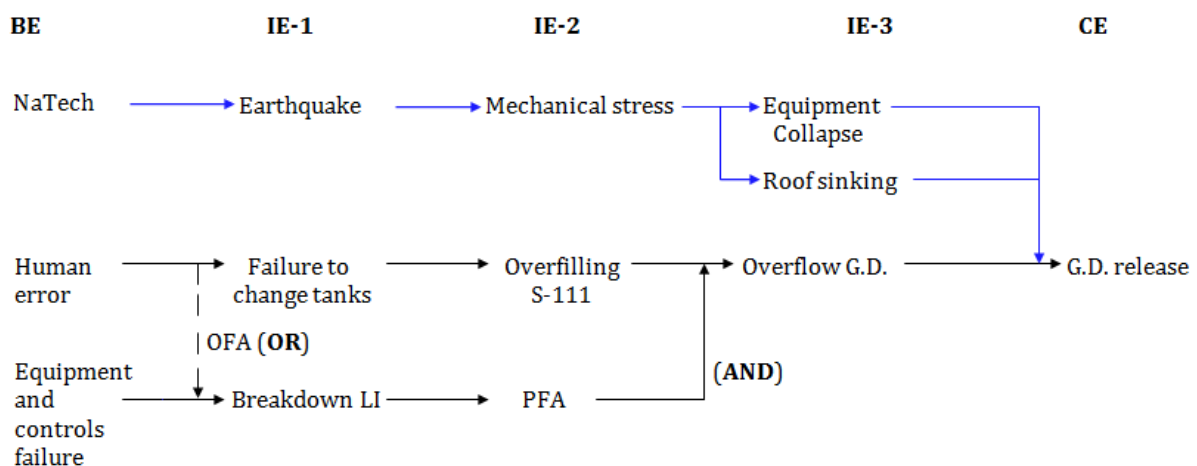 BE IE-1 IE-2 IE-3 CE
NaTech Earthquake Mechanical stress Equipment
Collapse
Roof sinking
Human Failure to Overfilling Overflow G.D. G.D. release
error change tanks S-111
OFA (OR)
Equipment (AND)
and Breakdown LI PFA
controls
failure